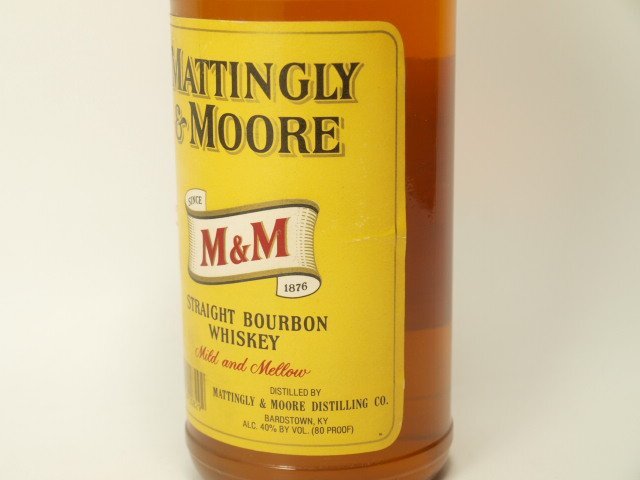 MATTINGLY
& MOORE
SINCE
M&M
1876
STRAIGHT BOURBON
WHISKEY
Mild and Mellow
DISTILLED BY
MATTINGLY & MOORE DISTILLING CO.
BARDSTOWN, KY
ALC. 40% BY VOL. (80 PROOF)